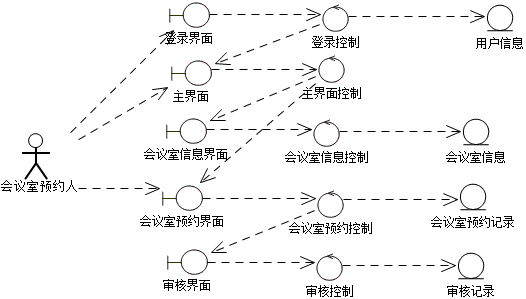 登录界面
登录控制
用户信息
主界面
主界面控制
会议室信息界面
会议室信息控制
会议室信息
会议室预约人
会议室预约界面
会议室预约控制
会议室预约记录
审核界面
审核控制
审核记录